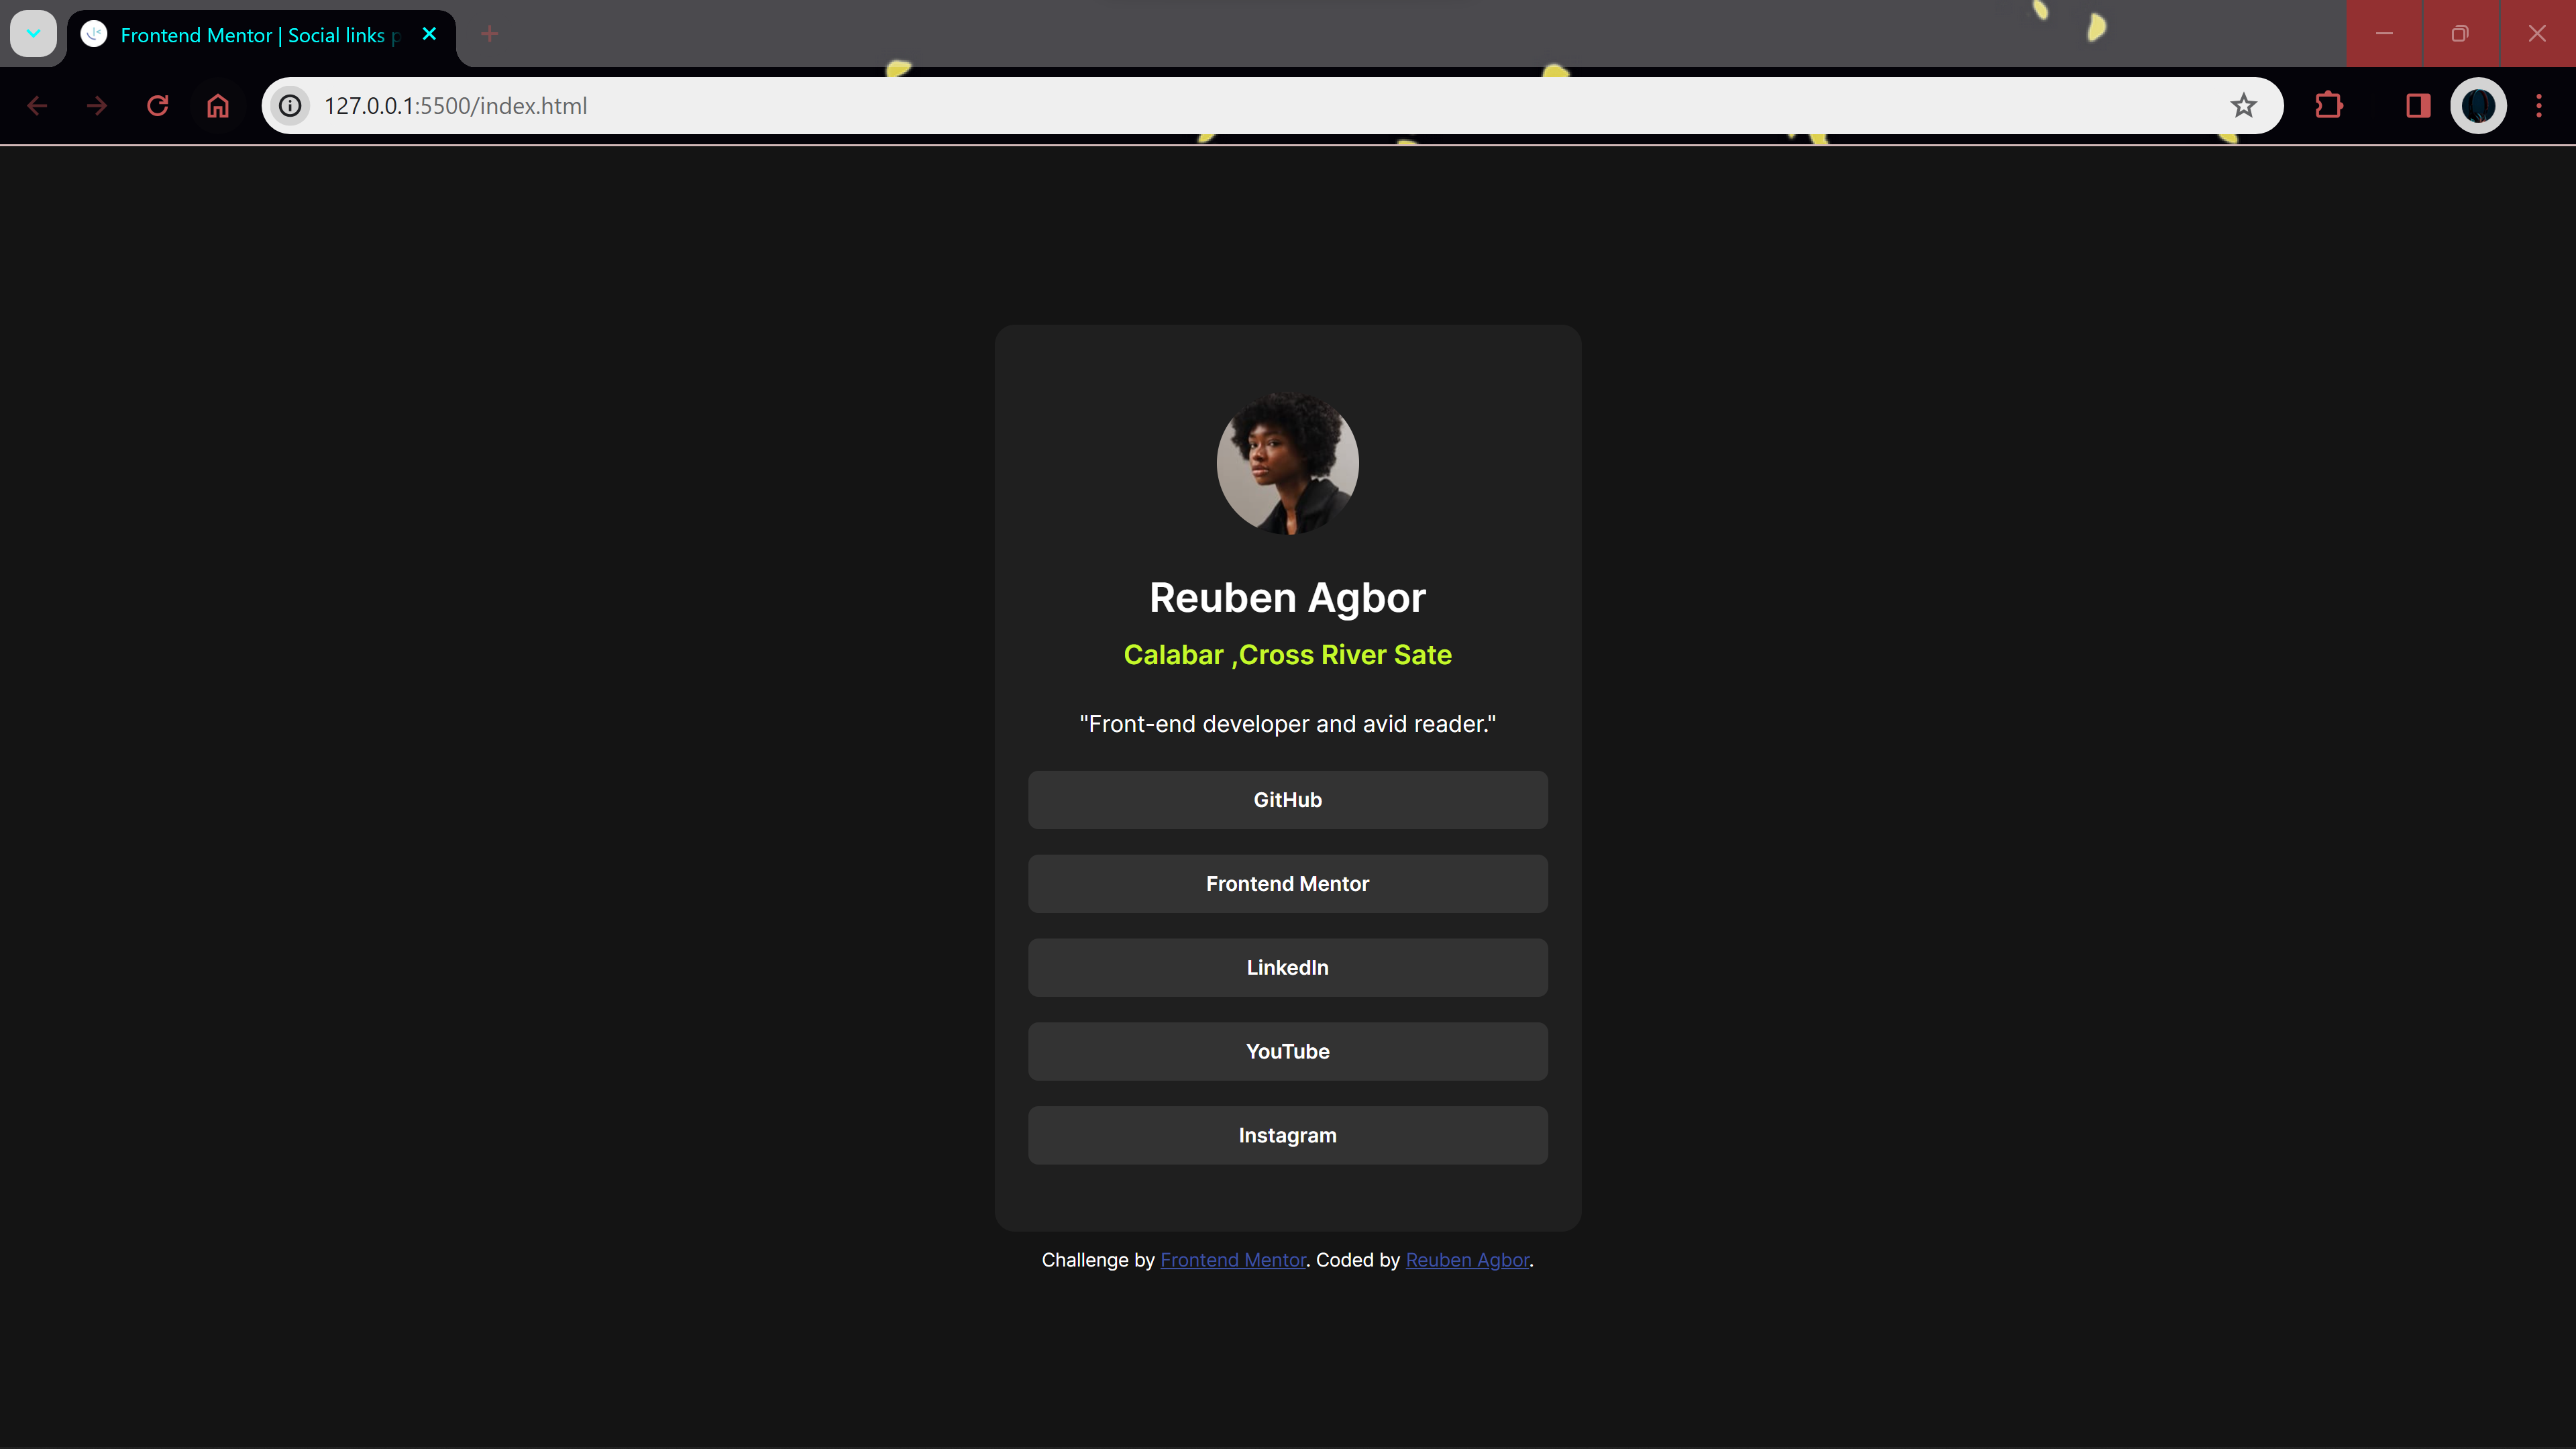 Frontend Mentor | Social links p
127.0.0.1:5500/index.html
Reuben Agbor
Calabar ,Cross River Sate
"Front-end developer and avid reader."
GitHub
Frontend Mentor
LinkedIn
YouTube
Instagram
Challenge by Frontend Mentor. Coded by Reuben Agbor.